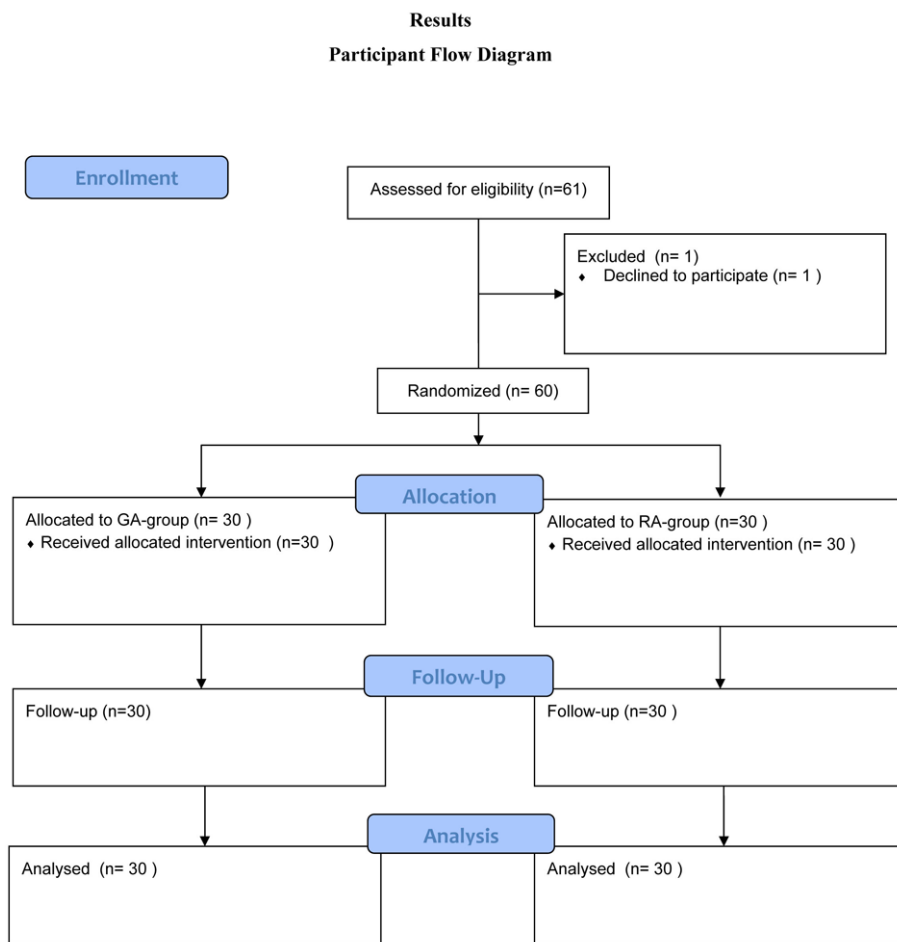 Results
Participant Flow Diagram
Enrollment
Assessed for eligibility (n=61)
Excluded (n= 1)
♦ Declined to participate (n= 1 )
Randomized (n= 60)
Allocation
Allocated to GA-group (n= 30 )
♦ Received allocated intervention (n=30 )
Allocated to RA-group (n=30 )
♦ Received allocated intervention (n= 30 )
Follow-Up
Follow-up (n=30)
Follow-up (n=30 )
Analysis
Analysed (n= 30 )
Analysed (n= 30 )